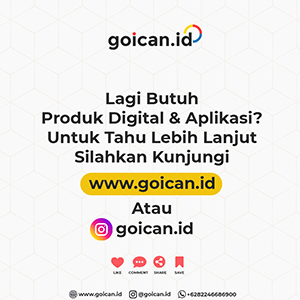 goican.id
Lagi Butuh
Produk Digital & Aplikasi?
Untuk Tahu Lebih Lanjut
Silahkan Kunjungi
www.goican.id
Atau
goican.id
LIKE COMMENT SHARE SAVE
www.goican.id @goican.id +6282246686900